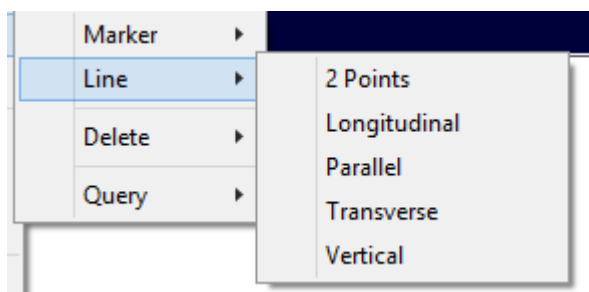 Marker
Line
Delete
Query
2 Points
Longitudinal
Parallel
Transverse
Vertical